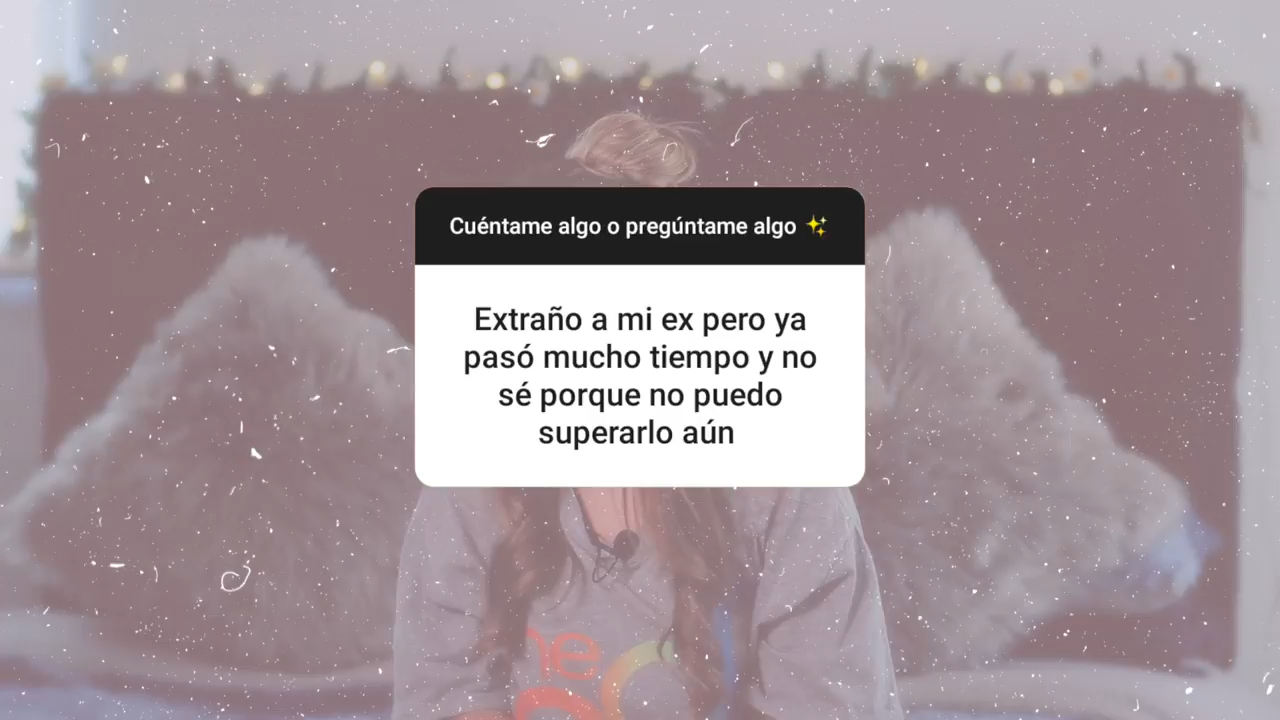 Cuéntame algo o pregúntame algo ✨
Extraño a mi ex pero ya
pasó mucho tiempo y no
sé porque no puedo
superarlo aún